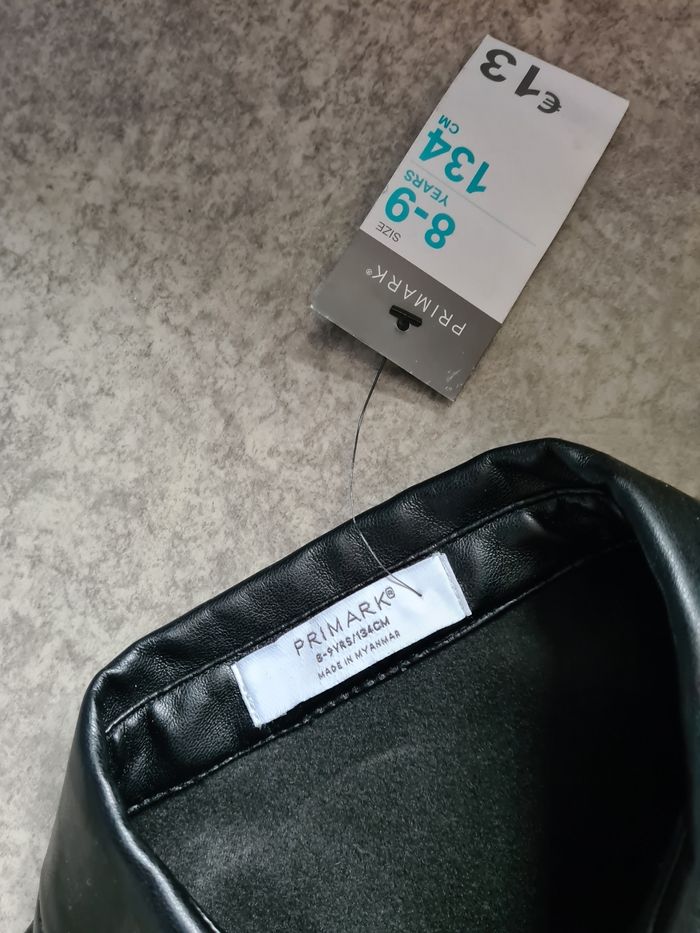 PRIMARK®
SIZE
8-9
YEARS
134
CM
€13
PRIMARK®
8-9YRS/134CM
MADE IN MYANMAR